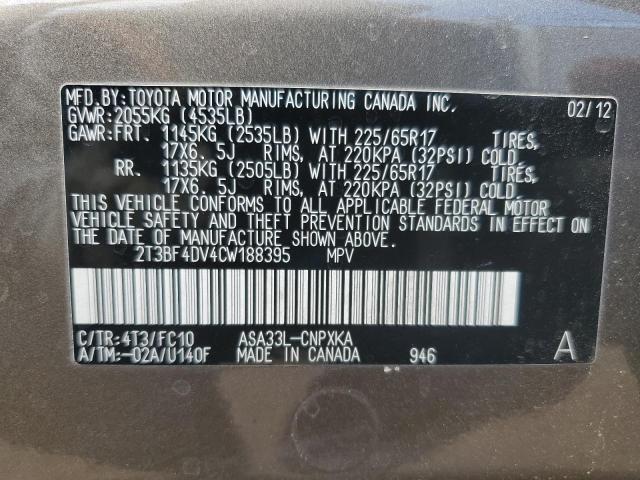 MFD.BY:TOYOTA MOTOR MANUFACTURING CANADA INC. 02/12
GVWR:2055KG (4535LB)
GAWR:FRT. 1145KG (2535LB) WITH 225/65R17 TIRES,
17X6. 5J RIMS, AT 220KPA (32PSI) COLD
RR. 1135KG (2505LB) WITH 225/65R17 TIRES,
17X6. 5J RIMS, AT 220KPA (32PSI) COLD
THIS VEHICLE CONFORMS TO ALL APPLICABLE FEDERAL MOTOR
VEHICLE SAFETY AND THEFT PREVENTION STANDARDS IN EFFECT ON
THE DATE OF MANUFACTURE SHOWN ABOVE.
2T3BF4DV4CW188395 MPV
C/TR:4T3/FC10 ASA33L-CNPXKA
A/TM:-02A/U140F MADE IN CANADA 946 A